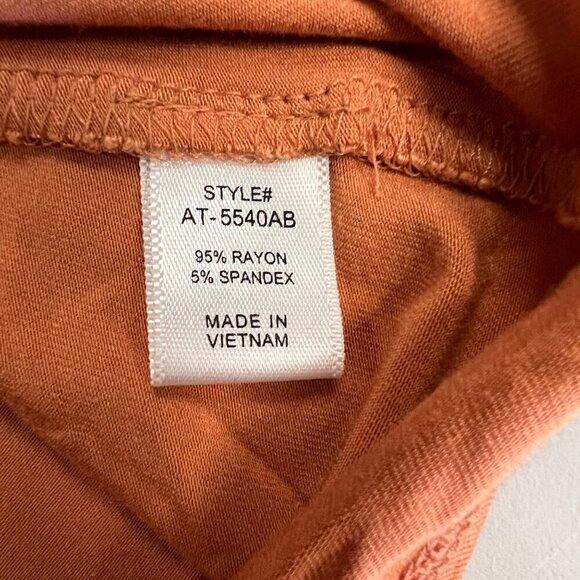 STYLE#
AT-5540AB
95% RAYON
5% SPANDEX
MADE IN
VIETNAM